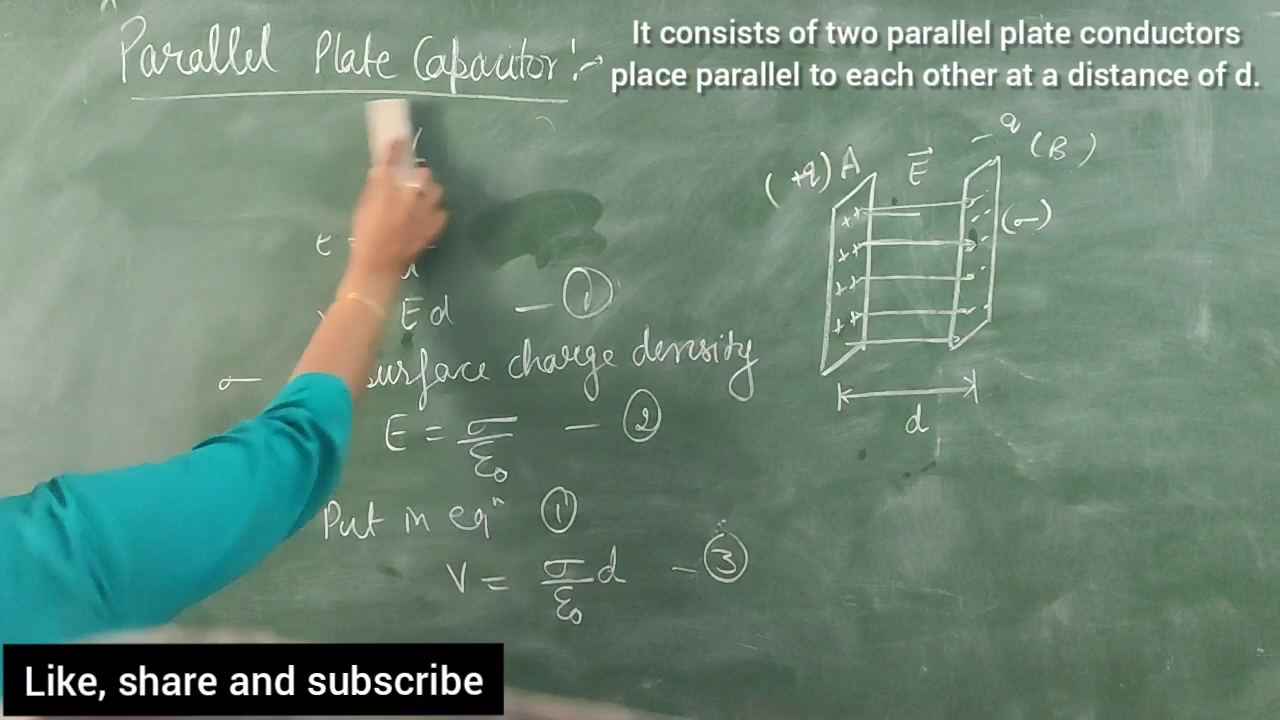 Parallel Plate Capacitor:-
It consists of two parallel plate conductors
place parallel to each other at a distance of d.
- q (B)
(+q) A E⃗
(σ)
Ed - ①
σ surface charge density
E = σ/ε₀ - ②
d
Put in eqⁿ ①
V = σ/ε₀ d - ③
Like, share and subscribe